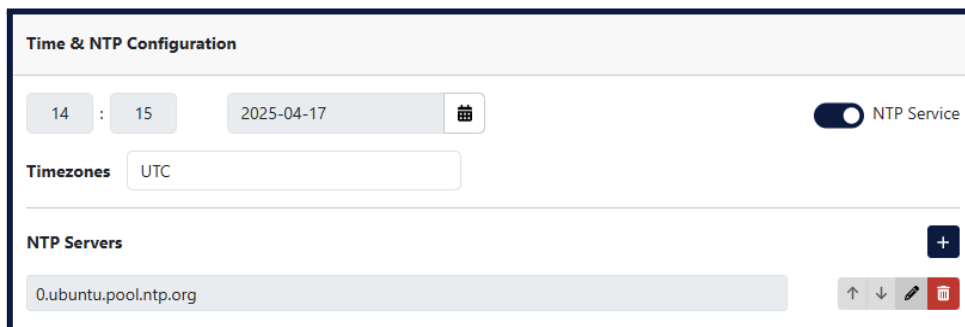 Time & NTP Configuration
14 : 15 2025-04-17 NTP Service
Timezones UTC
NTP Servers +
0.ubuntu.pool.ntp.org